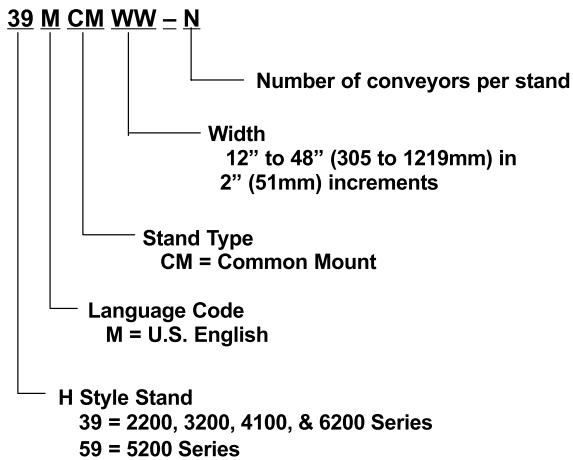 39 M CM WW – N
Number of conveyors per stand
Width
12” to 48” (305 to 1219mm) in
2” (51mm) increments
Stand Type
CM = Common Mount
Language Code
M = U.S. English
H Style Stand
39 = 2200, 3200, 4100, & 6200 Series
59 = 5200 Series